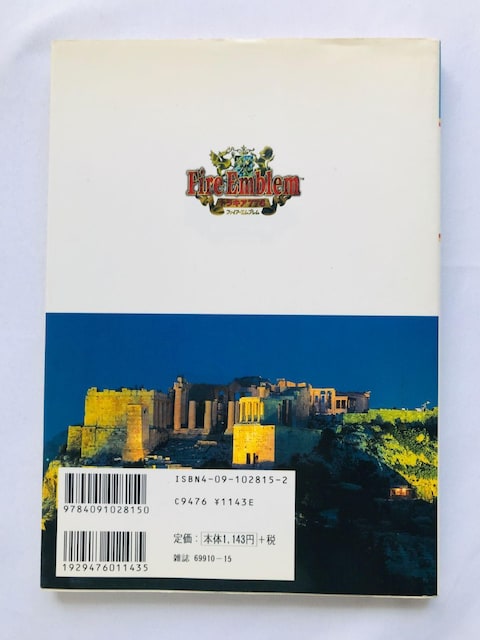 Fire Emblem
トラキア776
ファイアーエムブレム
ISBN4-09-102815-2
C9476 ¥1143E
9784091028150
定価：本体1,143円+税
雑誌 69910-15
1929476011435